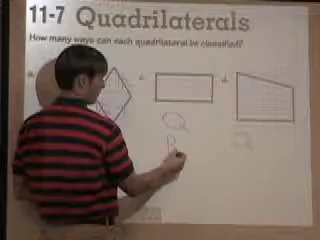 11-7 Quadrilaterals
How many ways can each quadrilateral be classified?
c. d.
Q Q
P